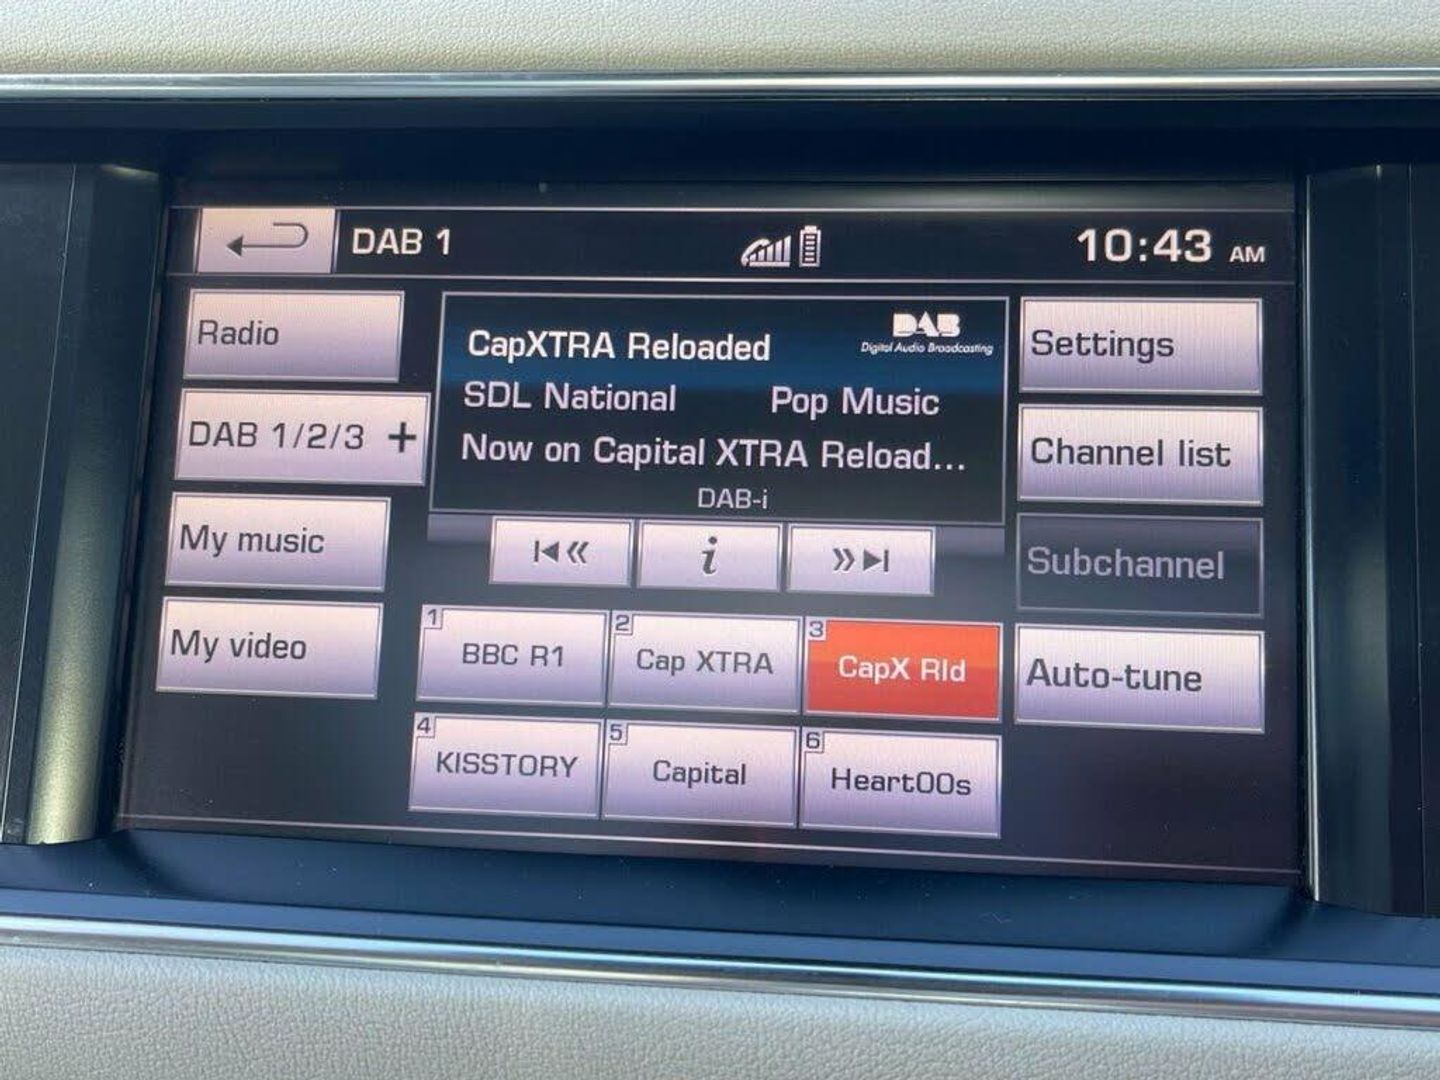 DAB 1
10:43 AM
Radio
DAB 1/2/3 +
My music
My video
CapXTRA Reloaded
DAB
Digital Audio Broadcasting
SDL National Pop Music
Now on Capital XTRA Reload...
DAB-i
i
1 BBC R1
2 Cap XTRA
3 CapX Rld
4 KISSTORY
5 Capital
6 Heart00s
Settings
Channel list
Subchannel
Auto-tune